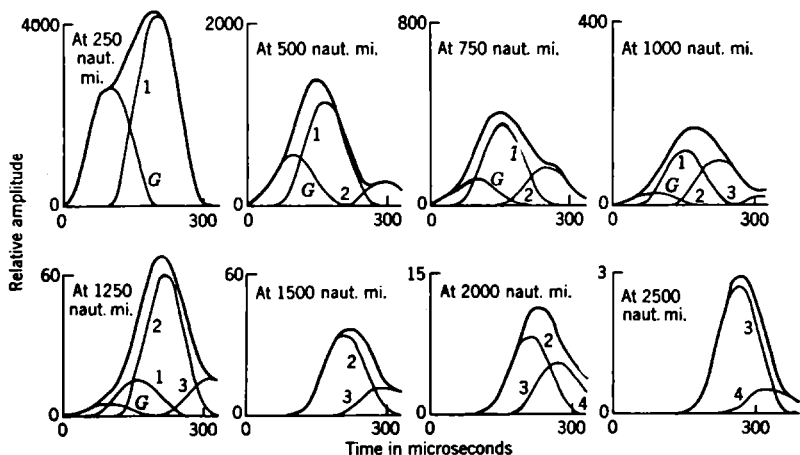 4000
At 250
naut.
mi.
1
G
0
0
300
2000
At 500 naut. mi.
1
G
2
0
0
300
800
At 750 naut. mi.
1
G
2
0
0
300
400
At 1000 naut. mi.
1
G
2
3
0
0
300
Relative amplitude
60
At 1250
naut. mi.
2
1
3
G
0
0
300
60
At 1500 naut. mi.
2
3
0
0
300
15
At 2000 naut. mi.
2
3
4
0
0
300
3
At 2500
naut. mi.
3
4
0
0
300
Time in microseconds